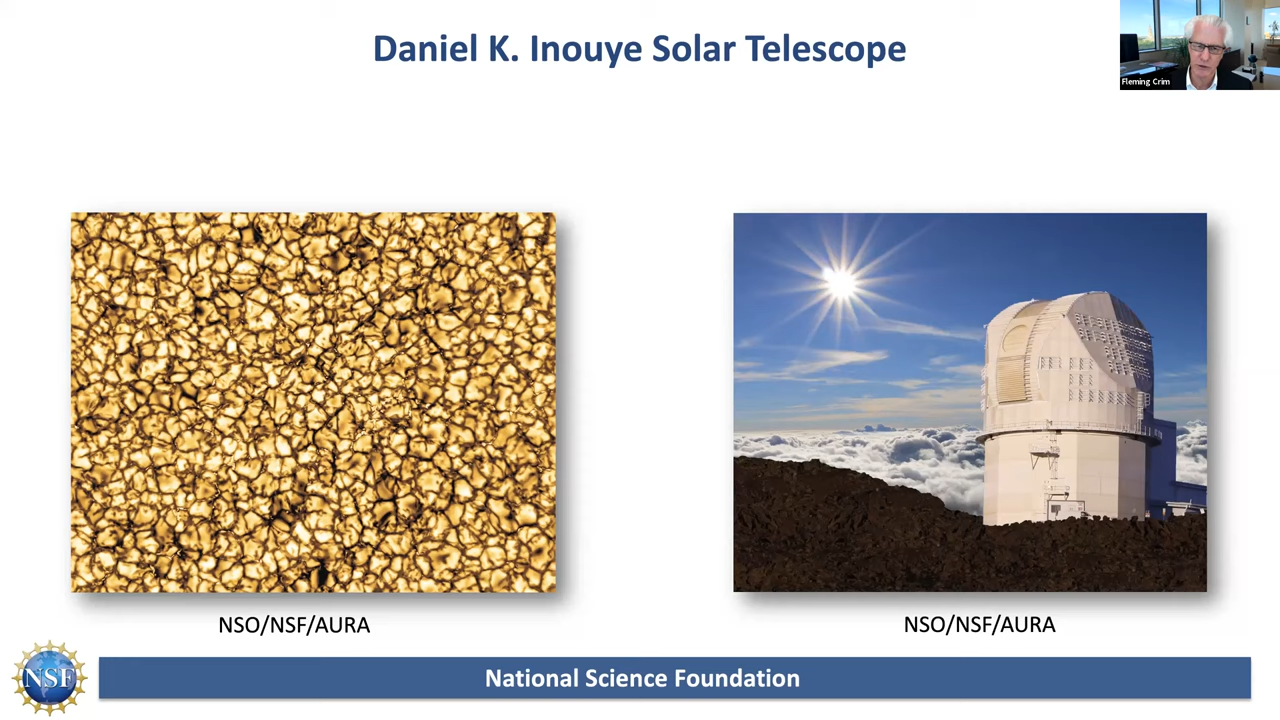 Daniel K. Inouye Solar Telescope
Fleming Crim
NSO/NSF/AURA
NSO/NSF/AURA
NSF
National Science Foundation